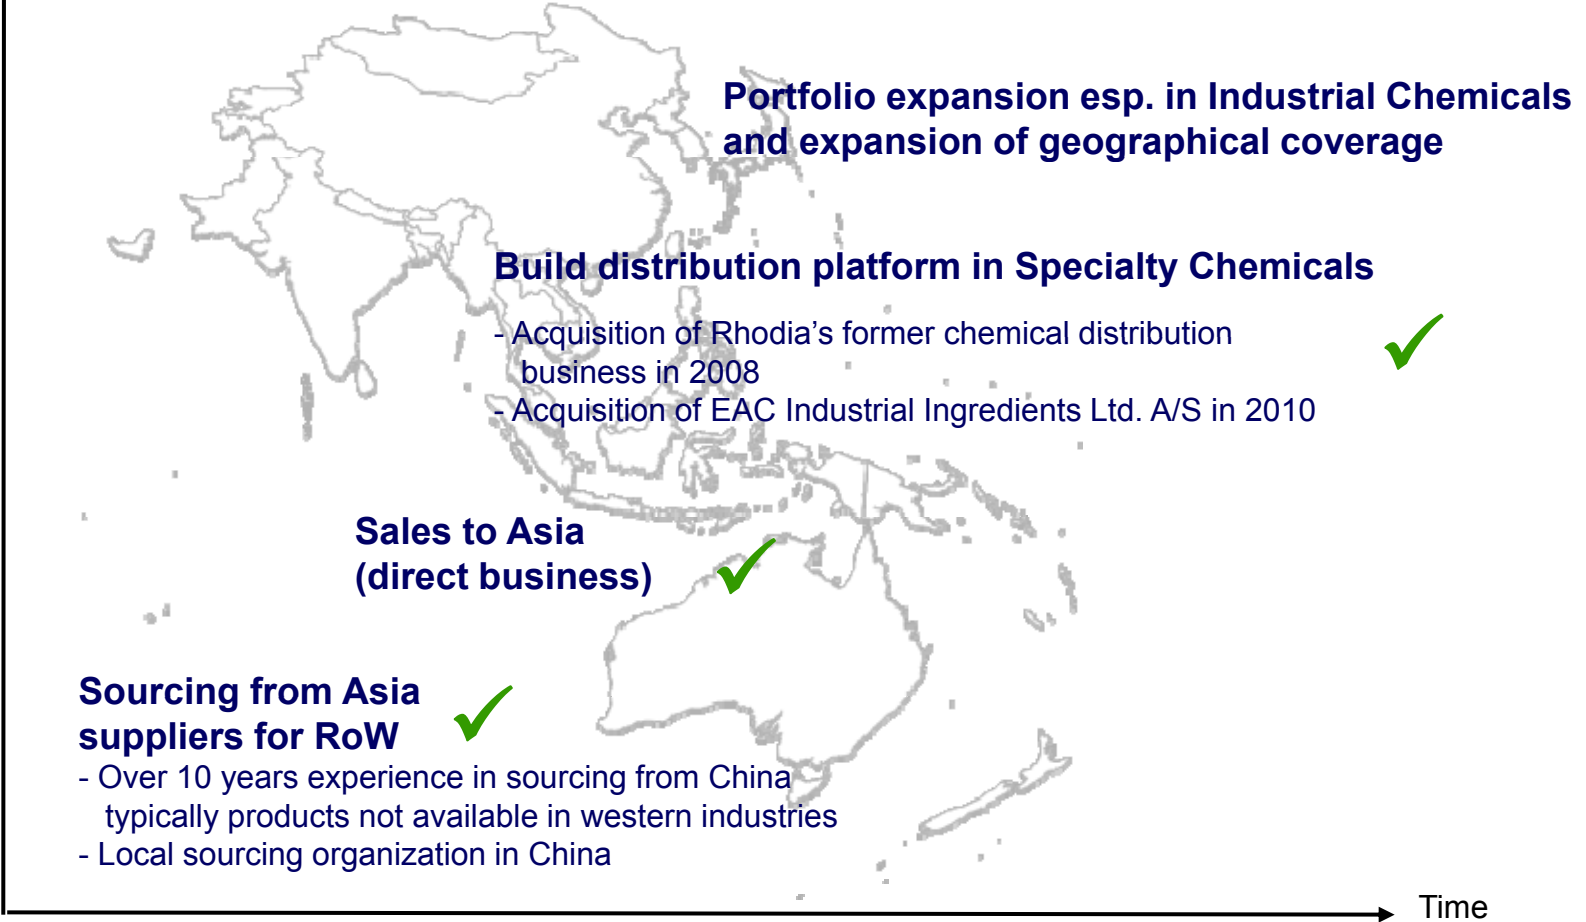 Portfolio expansion esp. in Industrial Chemicals
and expansion of geographical coverage
Build distribution platform in Specialty Chemicals
- Acquisition of Rhodia’s former chemical distribution
business in 2008
- Acquisition of EAC Industrial Ingredients Ltd. A/S in 2010
Sales to Asia
(direct business)
Sourcing from Asia
suppliers for RoW
- Over 10 years experience in sourcing from China
typically products not available in western industries
- Local sourcing organization in China
Time